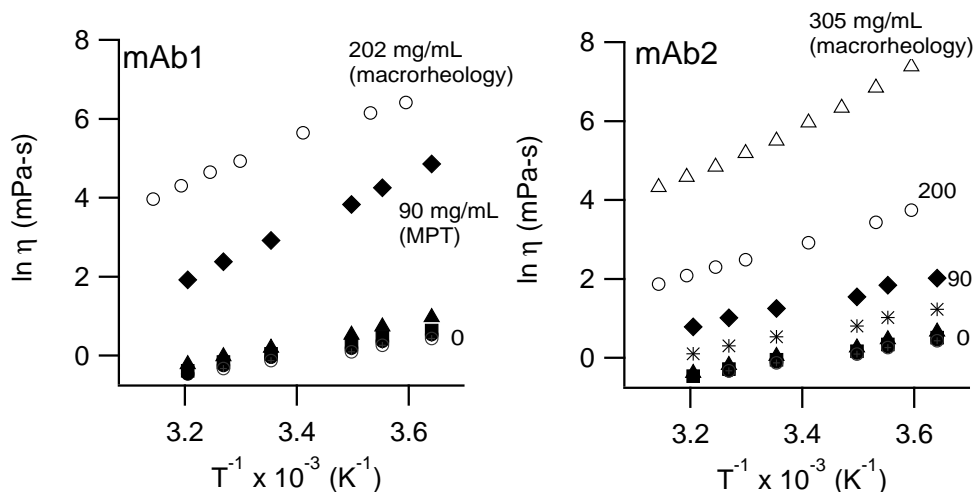 mAb1
202 mg/mL
(macrorheology)
90 mg/mL
(MPT)
0
8
6
4
2
0
ln η (mPa-s)
3.2
3.4
3.6
T⁻¹ x 10⁻³ (K⁻¹)
mAb2
305 mg/mL
(macrorheology)
200
90
0
8
6
4
2
0
ln η (mPa-s)
3.2
3.4
3.6
T⁻¹ x 10⁻³ (K⁻¹)